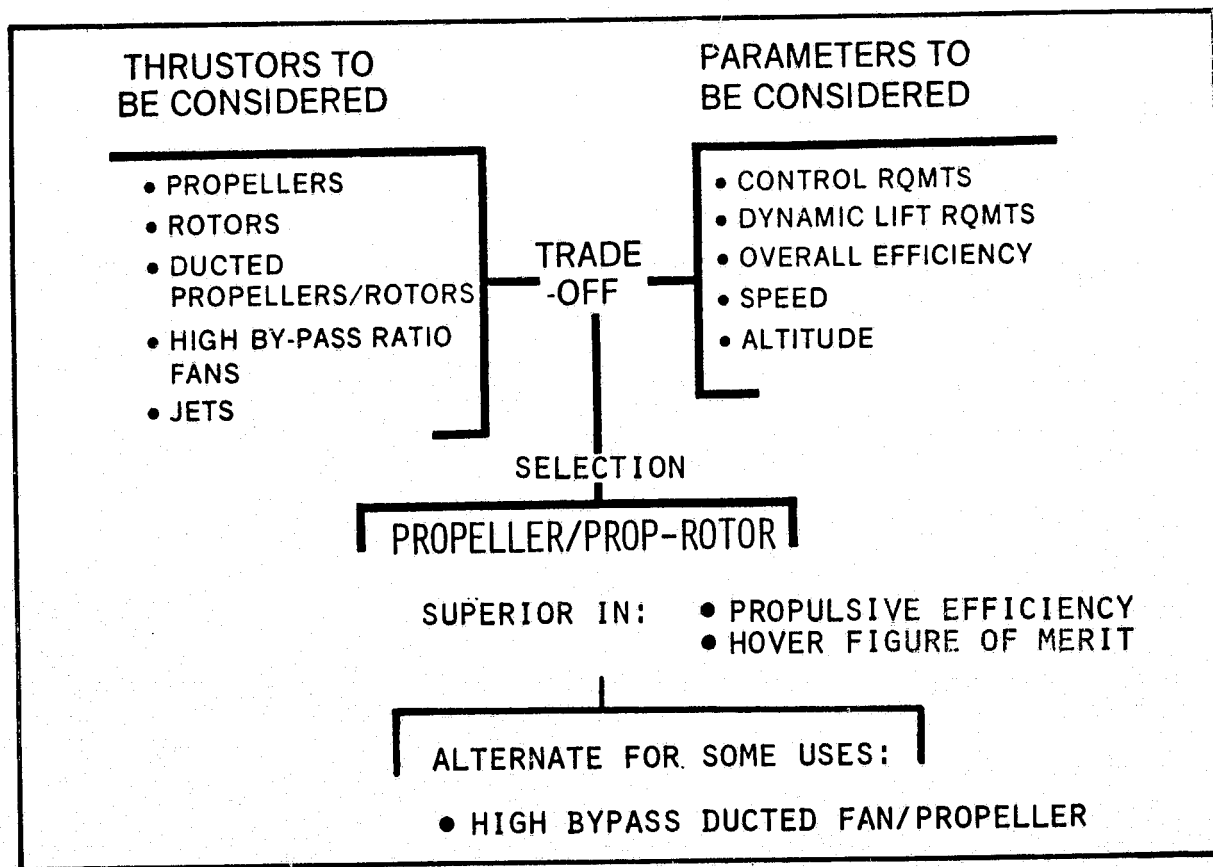 THRUSTORS TO
BE CONSIDERED
• PROPELLERS
• ROTORS
• DUCTED
PROPELLERS/ROTORS
• HIGH BY-PASS RATIO
FANS
• JETS
PARAMETERS TO
BE CONSIDERED
• CONTROL RQMTS
• DYNAMIC LIFT RQMTS
• OVERALL EFFICIENCY
• SPEED
• ALTITUDE
TRADE
-OFF
SELECTION
PROPELLER/PROP-ROTOR
SUPERIOR IN:
• PROPULSIVE EFFICIENCY
• HOVER FIGURE OF MERIT
ALTERNATE FOR SOME USES:
• HIGH BYPASS DUCTED FAN/PROPELLER